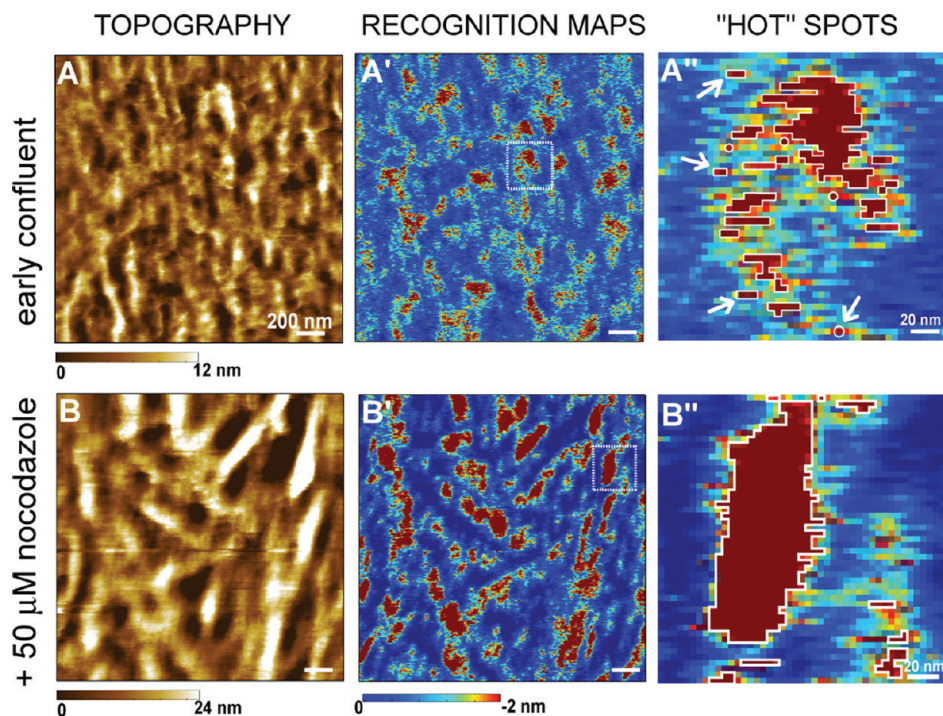 TOPOGRAPHY RECOGNITION MAPS "HOT" SPOTS
early confluent
A A' A"
200 nm 20 nm
0 12 nm
+ 50 µM nocodazole
B B' B"
20 nm
0 24 nm 0 -2 nm